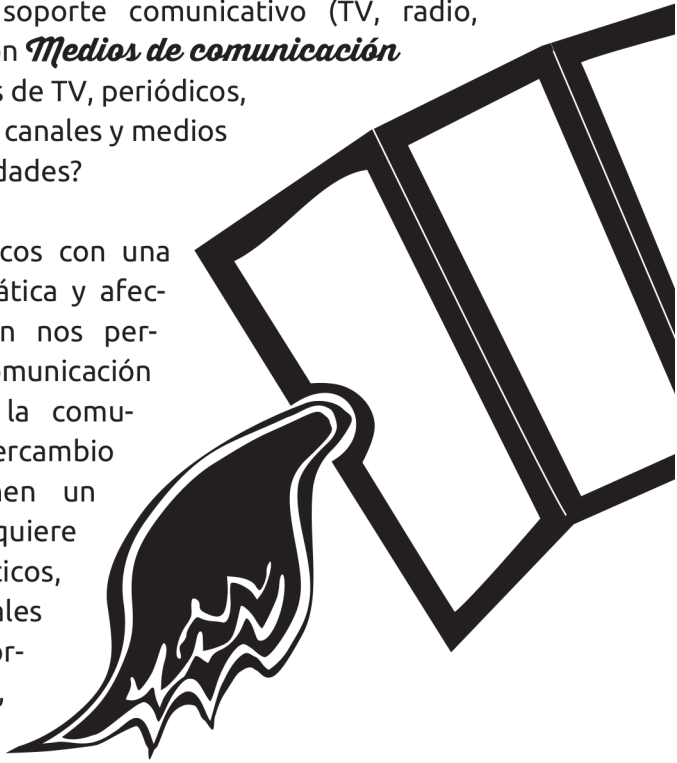 soporte comunicativo (TV, radio,
ón Medios de comunicación
s de TV, periódicos,
canales y medios
dades?
cos con una
ática y afec-
n nos per-
omunicación
la comu-
ercambio
nen un
quiere
ticos,
ales
or-
,